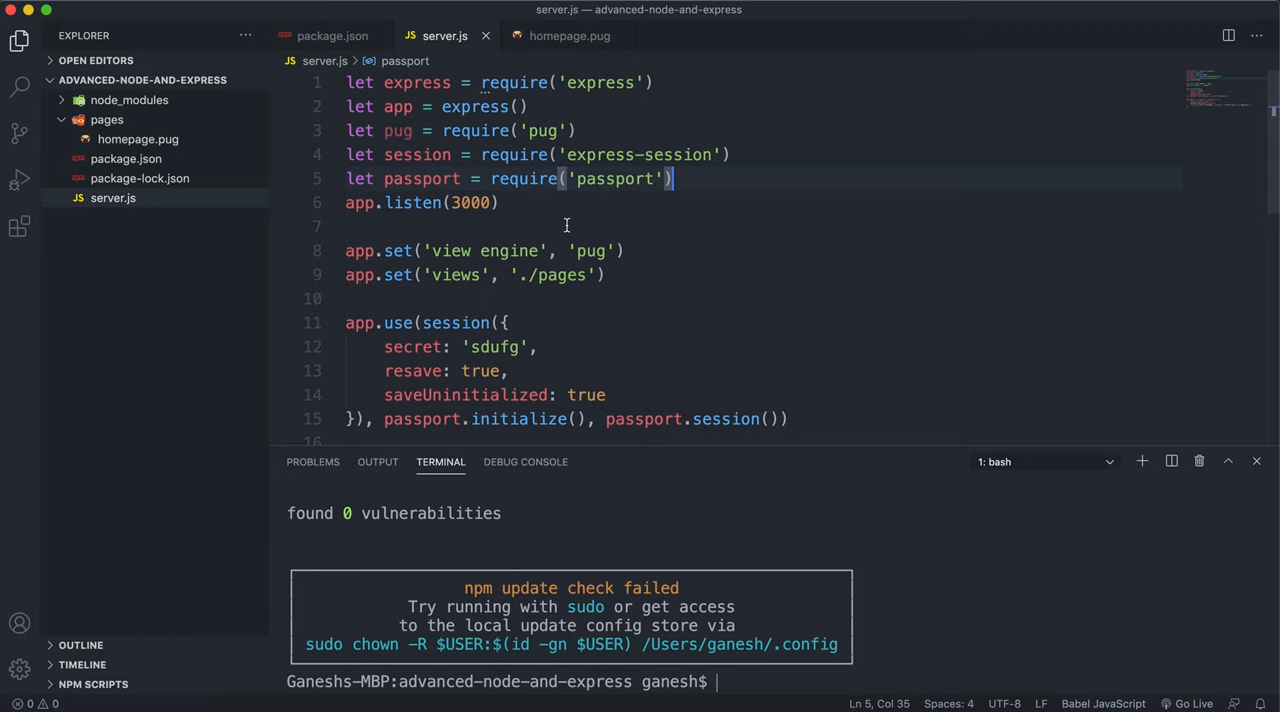 server.js — advanced-node-and-express
EXPLORER
package.json
server.js
homepage.pug
OPEN EDITORS
ADVANCED-NODE-AND-EXPRESS
node_modules
pages
homepage.pug
package.json
package-lock.json
server.js
OUTLINE
TIMELINE
NPM SCRIPTS
server.js
passport
1 let express = require('express')
2 let app = express()
3 let pug = require('pug')
4 let session = require('express-session')
5 let passport = require('passport')
6 app.listen(3000)
7
8 app.set('view engine', 'pug')
9 app.set('views', './pages')
10
11 app.use(session({
12 secret: 'sdufg',
13 resave: true,
14 saveUninitialized: true
15 }), passport.initialize(), passport.session())
16
PROBLEMS
OUTPUT
TERMINAL
DEBUG CONSOLE
1: bash
found 0 vulnerabilities
npm update check failed
Try running with sudo or get access
to the local update config store via
sudo chown -R $USER:$(id -gn $USER) /Users/ganesh/.config
Ganeshs-MBP:advanced-node-and-express ganesh$
0
0
Ln 5, Col 35
Spaces: 4
UTF-8
LF
Babel JavaScript
Go Live